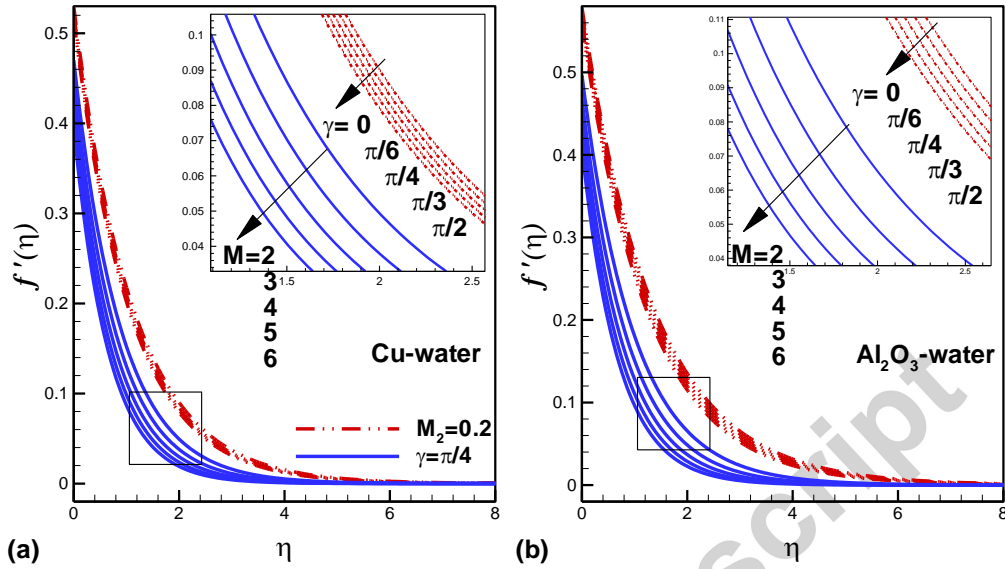 0.5
0.4
0.3
0.2
0.1
0
f ′(η)
0 2 4 6 8
η
(a)
0.1
0.09
0.08
0.07
0.06
0.05
0.04
1.5 2 2.5
γ= 0
π/6
π/4
π/3
π/2
M=2
3
4
5
6
Cu-water
M₂=0.2
γ=π/4
0.5
0.4
0.3
0.2
0.1
0
f ′(η)
0 2 4 6 8
η
(b)
0.11
0.1
0.09
0.08
0.07
0.06
0.05
0.04
1.5 2 2.5
γ= 0
π/6
π/4
π/3
π/2
M=2
3
4
5
6
Al₂O₃-water
script